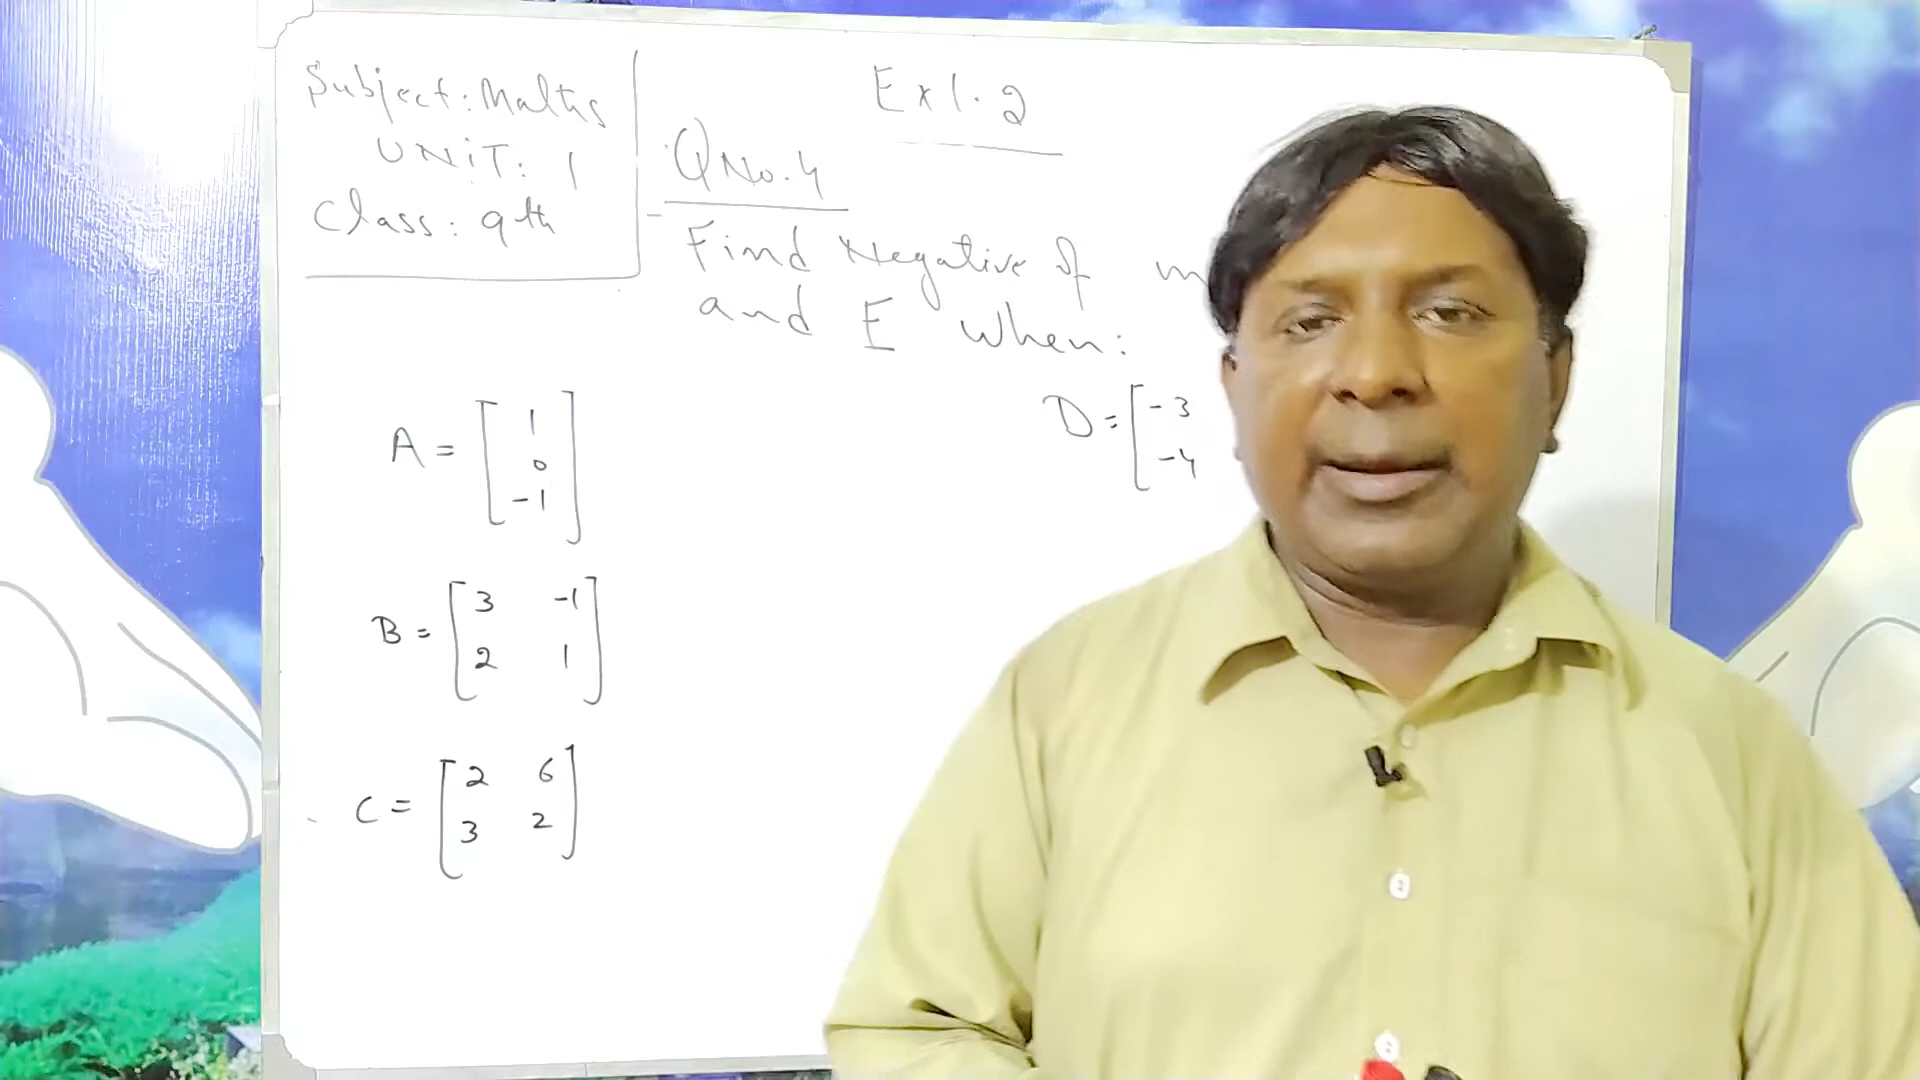 Subject: Maths
UNiT: 1
Class: 9th
Ex 1.2
Q No. 4
Find Negative of
and E when:
A = [ 1
0
-1 ]
B = [ 3 -1
2 1 ]
C = [ 2 6
3 2 ]
D = [ -3
-4